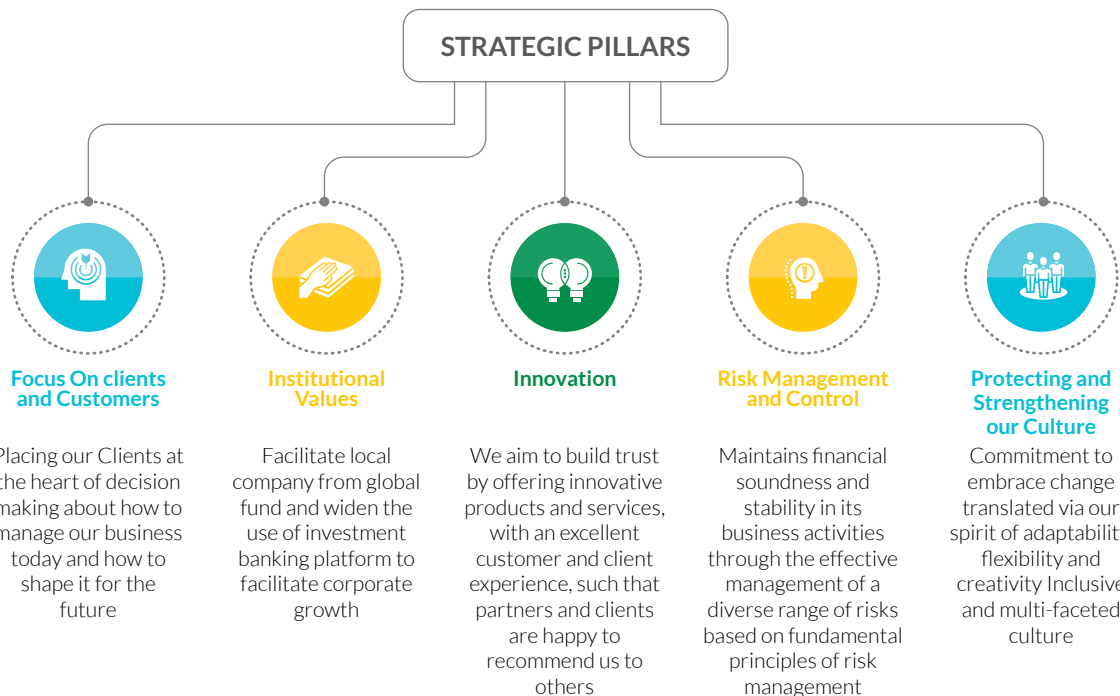 STRATEGIC PILLARS
Focus On clients
and Customers
Placing our Clients at
the heart of decision
making about how to
manage our business
today and how to
shape it for the
future
Institutional
Values
Facilitate local
company from global
fund and widen the
use of investment
banking platform to
facilitate corporate
growth
Innovation
We aim to build trust
by offering innovative
products and services,
with an excellent
customer and client
experience, such that
partners and clients
are happy to
recommend us to
others
Risk Management
and Control
Maintains financial
soundness and
stability in its
business activities
through the effective
management of a
diverse range of risks
based on fundamental
principles of risk
management
Protecting and
Strengthening
our Culture
Commitment to
embrace change
translated via our
spirit of adaptability
flexibility and
creativity Inclusive
and multi-faceted
culture